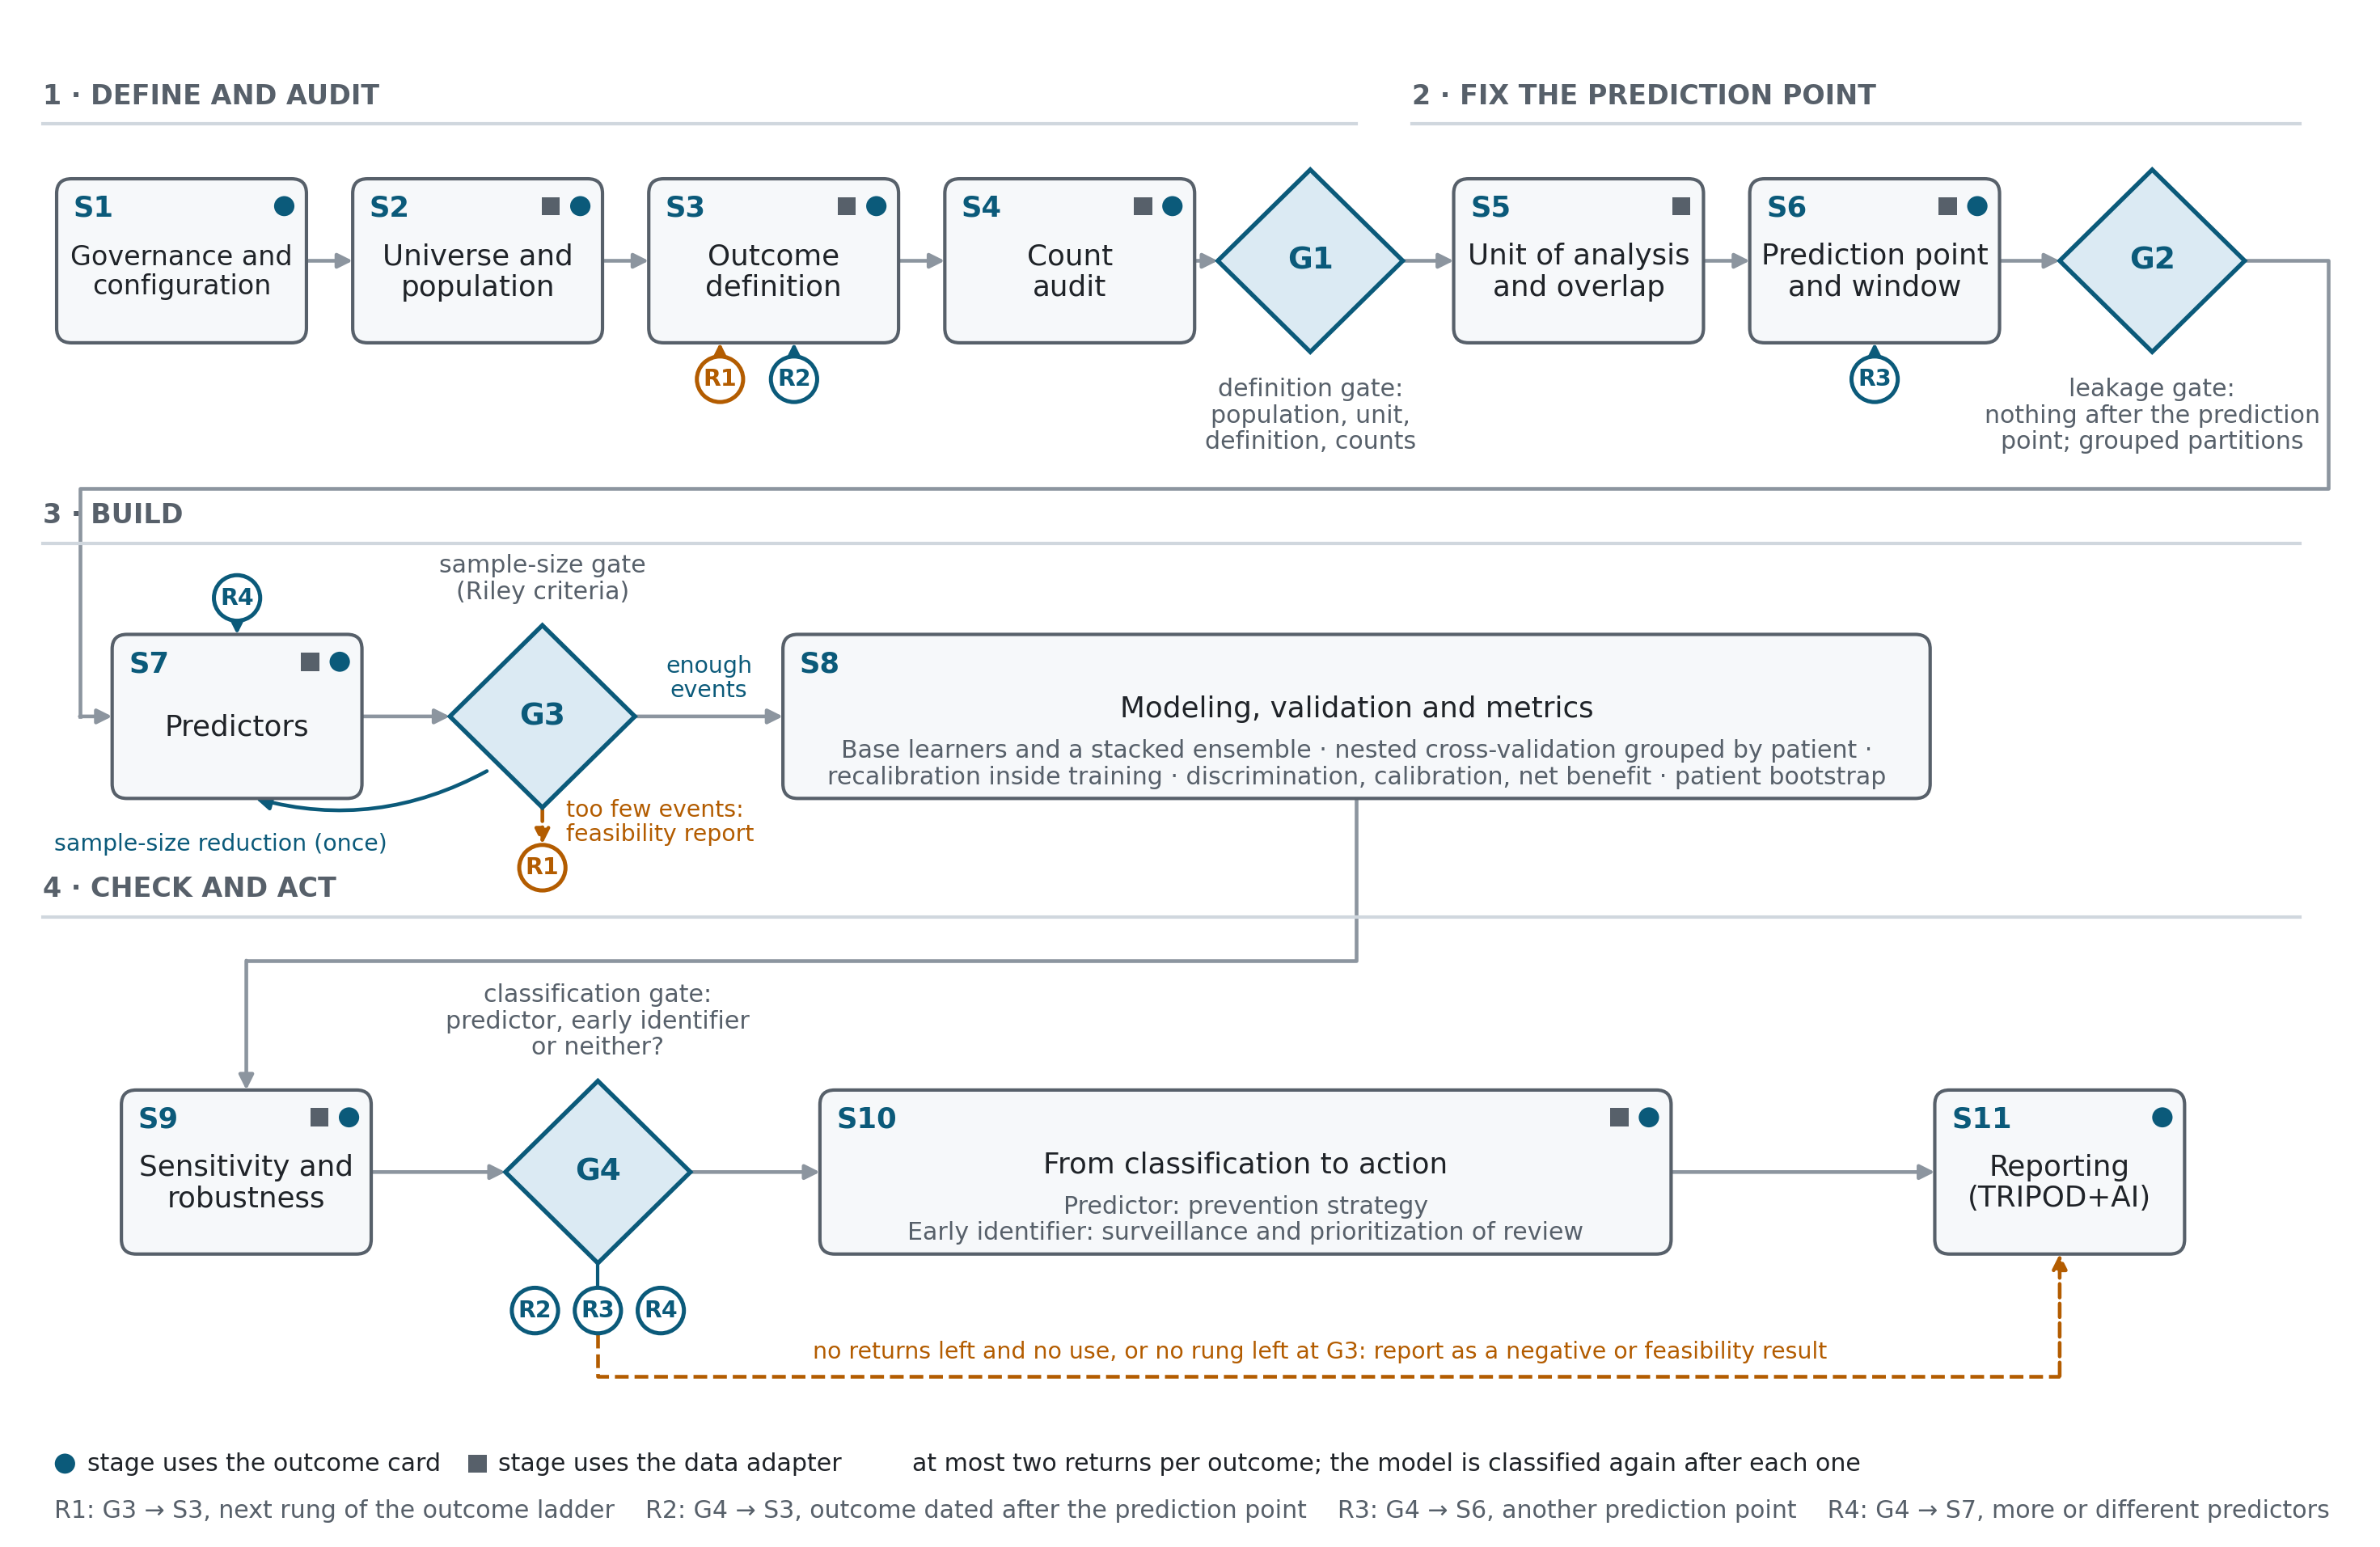 1 · DEFINE AND AUDIT
2 · FIX THE PREDICTION POINT
S1
Governance and
configuration
S2
Universe and
population
S3
Outcome
definition
S4
Count
audit
G1
S5
Unit of analysis
and overlap
S6
Prediction point
and window
G2
R1
R2
R3
definition gate:
population, unit,
definition, counts
leakage gate:
nothing after the prediction
point; grouped partitions
3 · BUILD
sample-size gate
(Riley criteria)
R4
S7
Predictors
G3
enough
events
S8
Modeling, validation and metrics
Base learners and a stacked ensemble · nested cross-validation grouped by patient ·
recalibration inside training · discrimination, calibration, net benefit · patient bootstrap
too few events:
feasibility report
sample-size reduction (once)
R1
4 · CHECK AND ACT
classification gate:
predictor, early identifier
or neither?
S9
Sensitivity and
robustness
G4
S10
From classification to action
Predictor: prevention strategy
Early identifier: surveillance and prioritization of review
S11
Reporting
(TRIPOD+AI)
R2
R3
R4
no returns left and no use, or no rung left at G3: report as a negative or feasibility result
stage uses the outcome card
stage uses the data adapter
at most two returns per outcome; the model is classified again after each one
R1: G3 → S3, next rung of the outcome ladder
R2: G4 → S3, outcome dated after the prediction point
R3: G4 → S6, another prediction point
R4: G4 → S7, more or different predictors